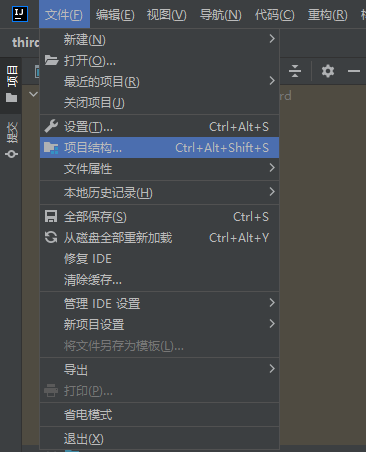 IJ 文件(F) 编辑(E) 视图(V) 导航(N) 代码(C) 重构(R)
third
项目
提交
rd
新建(N)
打开(O)...
最近的项目(R)
关闭项目(J)
设置(T)... Ctrl+Alt+S
项目结构... Ctrl+Alt+Shift+S
文件属性
本地历史记录(H)
全部保存(S) Ctrl+S
从磁盘全部重新加载 Ctrl+Alt+Y
修复 IDE
清除缓存...
管理 IDE 设置
新项目设置
将文件另存为模板(L)...
导出
打印(P)...
省电模式
退出(X)